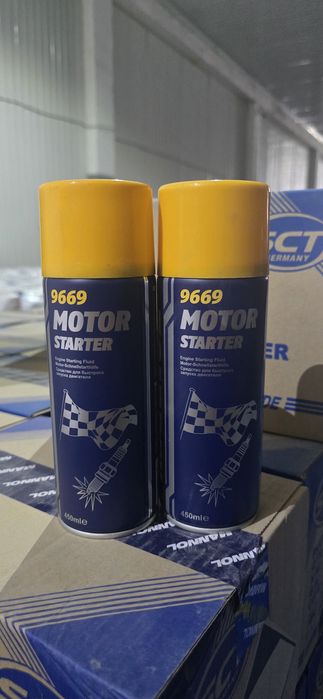 9669
MOTOR
STARTER
Engine Starting Fluid
Motor-Schnellstarthilfe
Средство для быстрого
запуска двигателя
450ml e
9669
MOTOR
STARTER
Engine Starting Fluid
Motor-Schnellstarthilfe
Средство для быстрого
запуска двигателя
450ml e
SCT
GERMANY
MANNOL
MANNOL